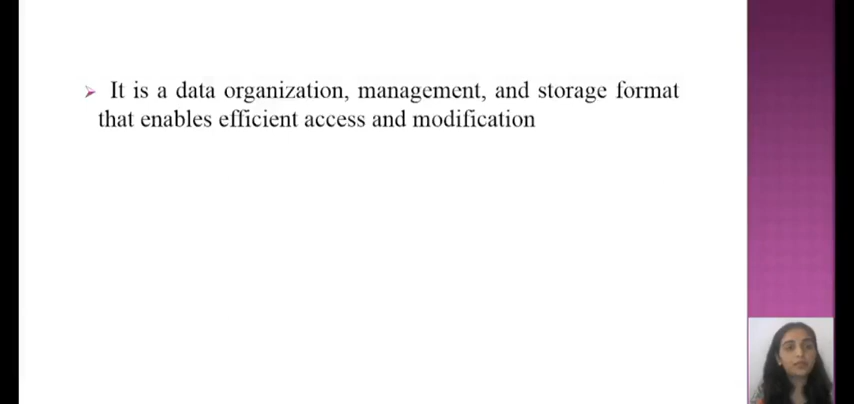 It is a data organization, management, and storage format
that enables efficient access and modification